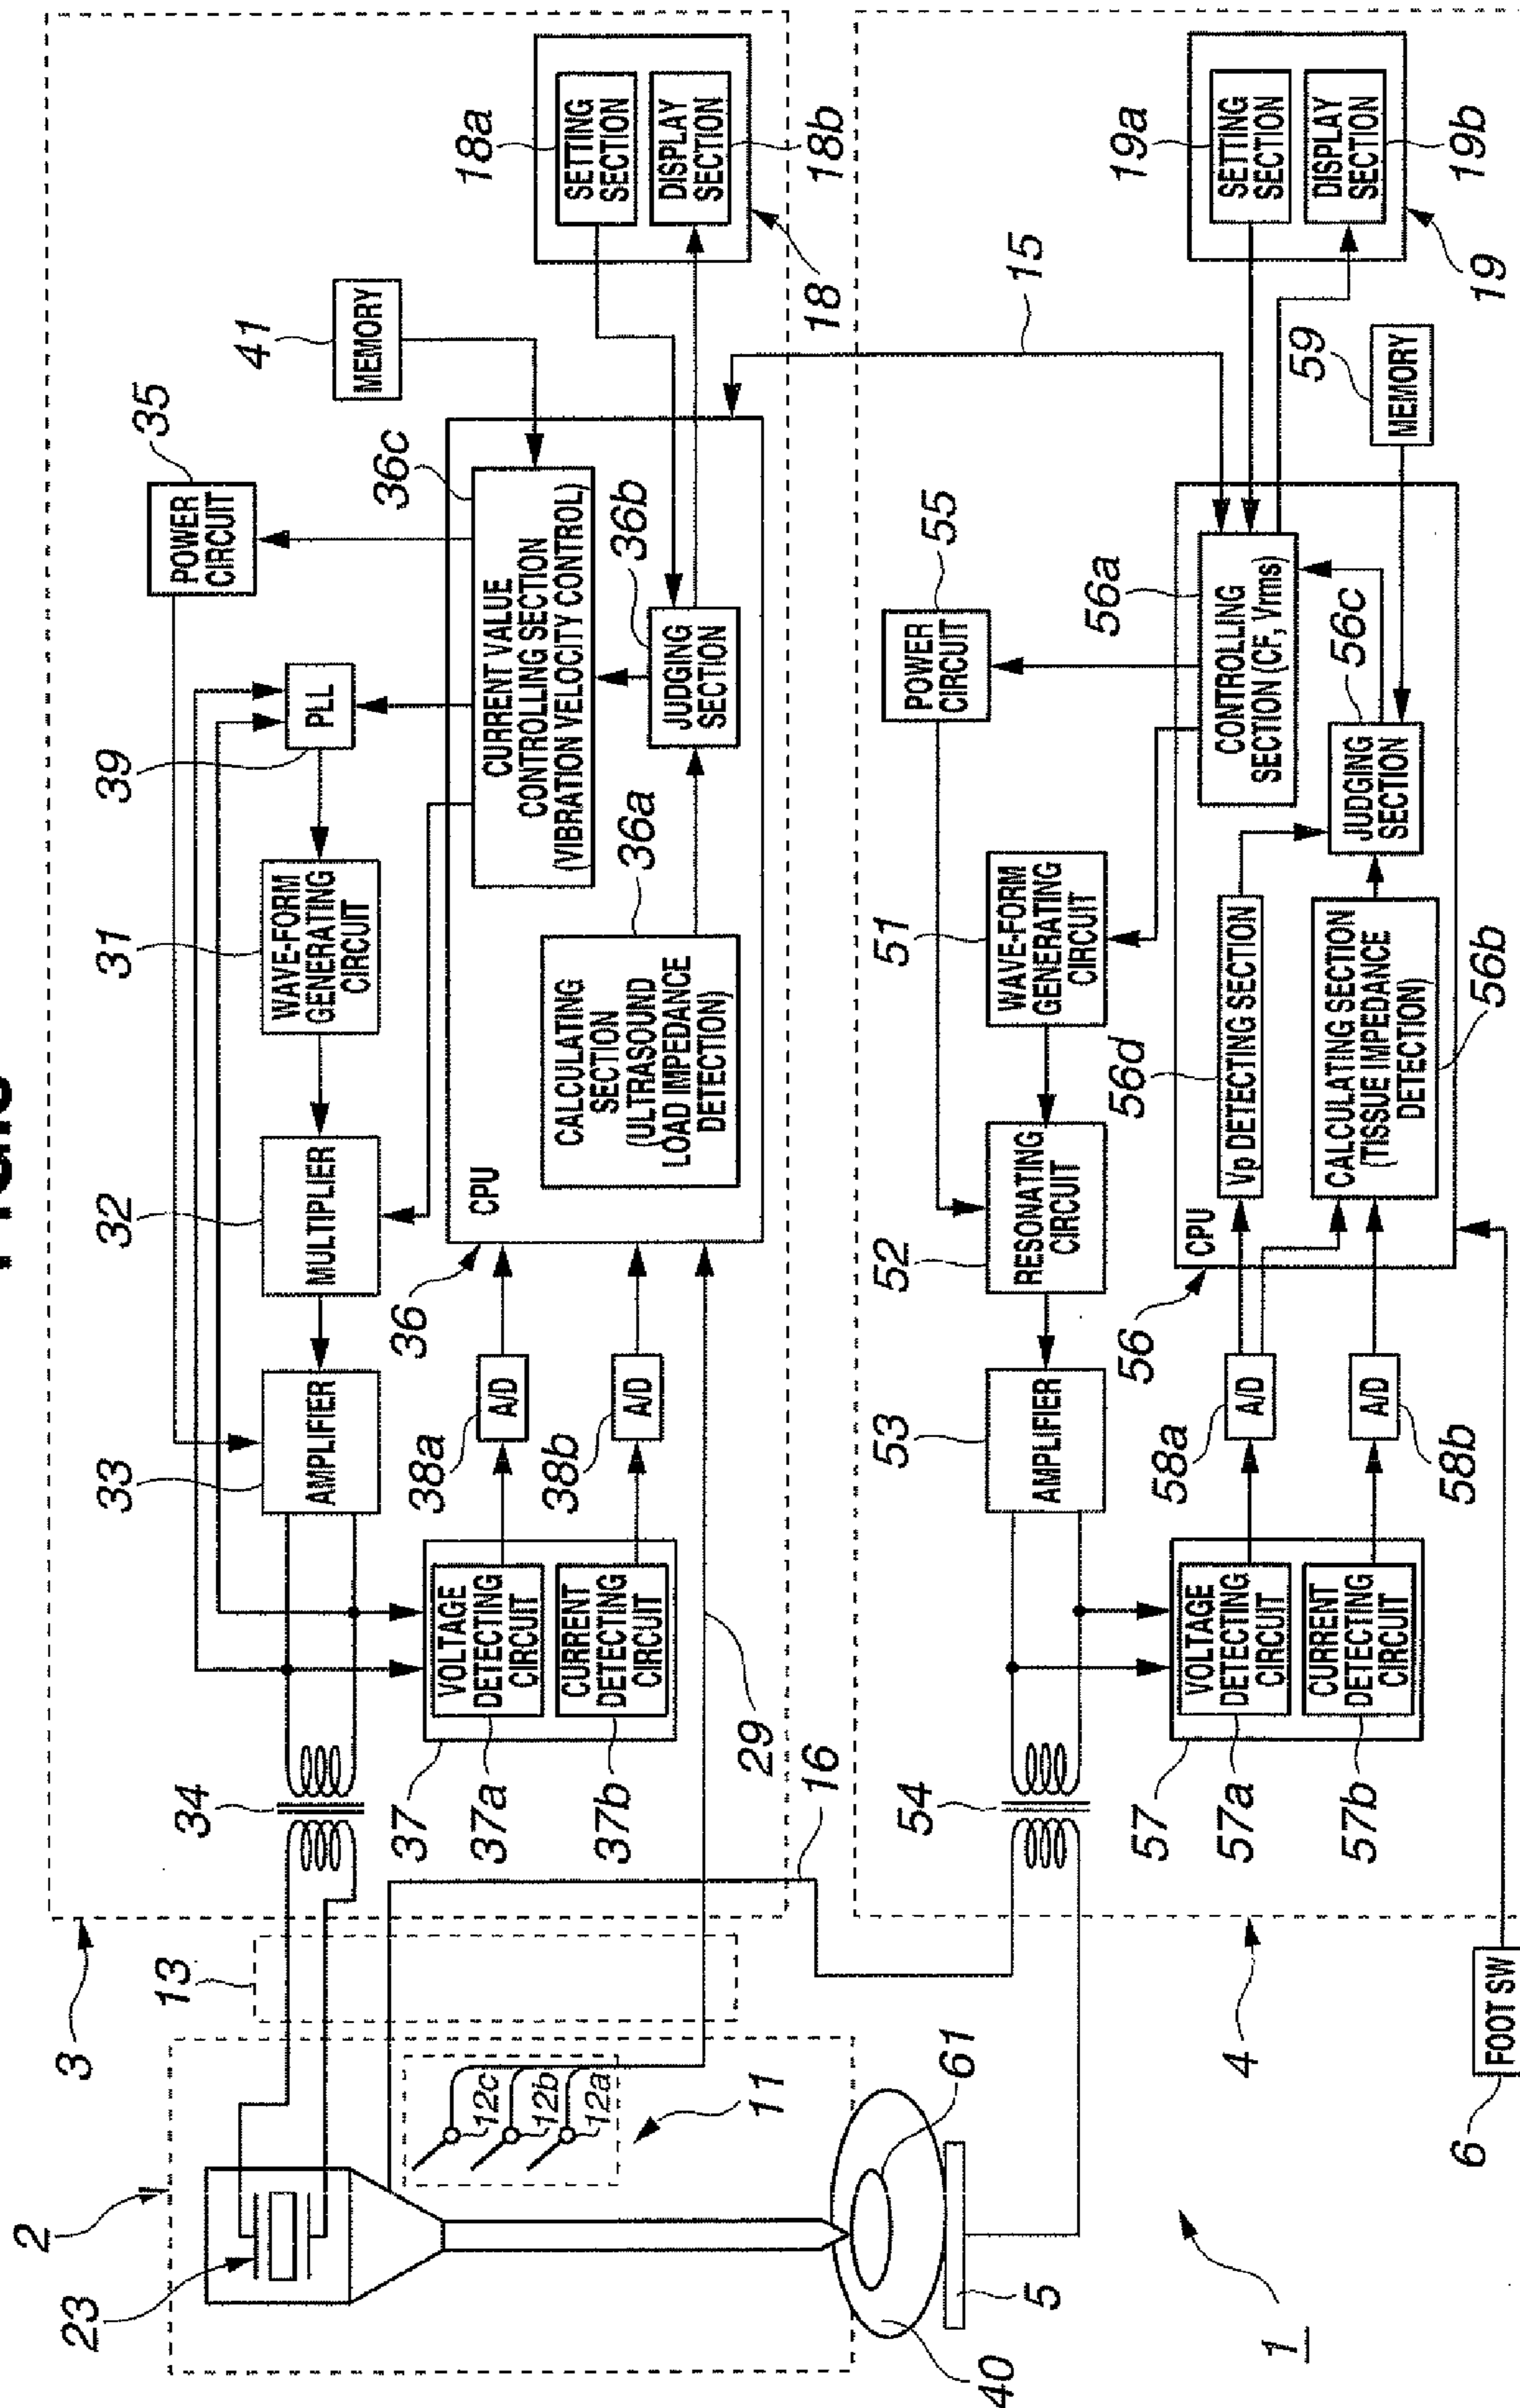 3
35
POWER
CIRCUIT
41
MEMORY
18a
SETTING
SECTION
DISPLAY
SECTION
18b
18
39
PLL
31
WAVE-FORM
GENERATING
CIRCUIT
32
MULTIPLIER
33
AMPLIFIER
34
36c
CURRENT VALUE
CONTROLLING SECTION
(VIBRATION VELOCITY CONTROL)
36b
JUDGING
SECTION
36a
CALCULATING
SECTION
(ULTRASOUND
LOAD IMPEDANCE
DETECTION)
CPU
36
38a
A/D
38b
A/D
37
VOLTAGE
DETECTING
CIRCUIT
37a
CURRENT
DETECTING
CIRCUIT
37b
29
16
15
13
2
23
12c
12b
12a
11
61
40
5
1
4
6
FOOT SW
54
53
AMPLIFIER
52
RESONATING
CIRCUIT
51
WAVE-FORM
GENERATING
CIRCUIT
55
POWER
CIRCUIT
56a
CONTROLLING
SECTION (CF, Vrms)
56c
JUDGING
SECTION
56d
Vp DETECTING SECTION
CALCULATING SECTION
(TISSUE IMPEDANCE
DETECTION)
56b
CPU
56
58a
A/D
A/D
58b
57
VOLTAGE
DETECTING
CIRCUIT
57a
CURRENT
DETECTING
CIRCUIT
57b
59
MEMORY
19a
SETTING
SECTION
DISPLAY
SECTION
19b
19